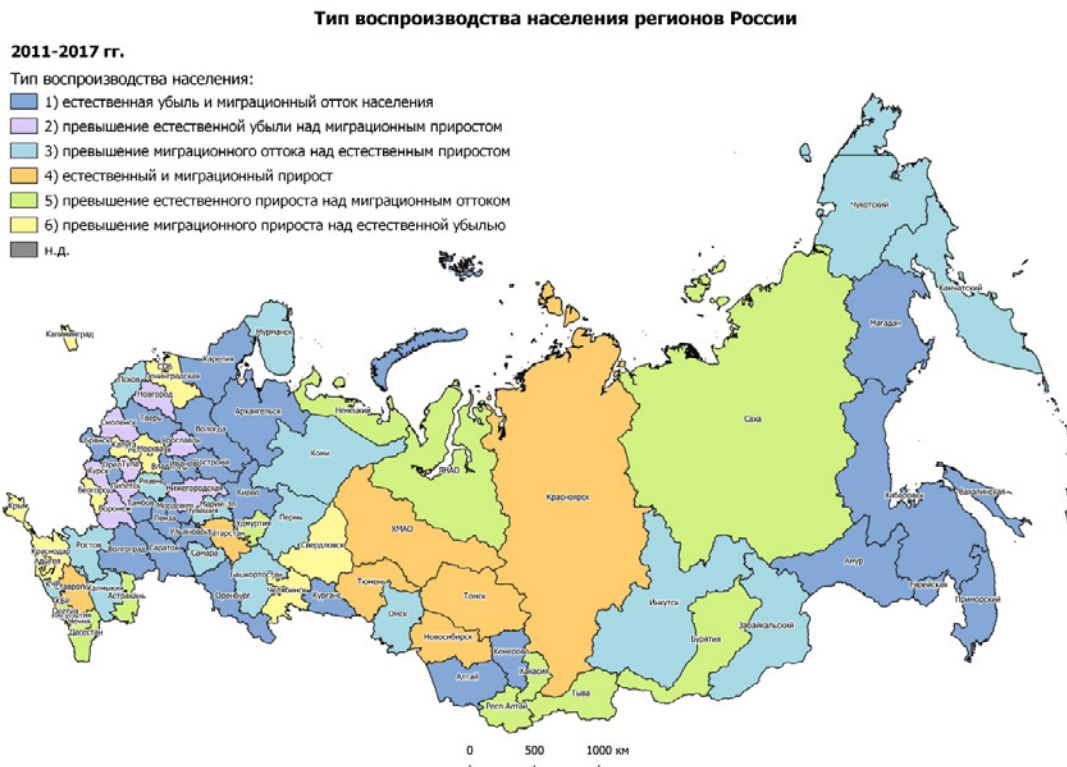 Тип воспроизводства населения регионов России
2011-2017 гг.
Тип воспроизводства населения:
1) естественная убыль и миграционный отток населения
2) превышение естественной убыли над миграционным приростом
3) превышение миграционного оттока над естественным приростом
4) естественный и миграционный прирост
5) превышение естественного прироста над миграционным оттоком
6) превышение миграционного прироста над естественной убылью
н.д.
Чукотский
Камчатский
Магадан
Калининград
Мурманск
Карелия
СПБ
Ленинградская
Псков
Новгород
Архангельск
Ненецкий
Тверь
Вологда
Смоленск
Ярославль
Саха
ЯНАО
Коми
Брянск
Калуга
Орел
Тула
Курск
Липетск
Рязань
Нижегородская
Киров
Красноярск
Хабаровск
Сахалинская
Белгород
Воронеж
Тамбов
Мордовия
Чувашия
Пермь
Крым
Пенза
Ульяновск
Удмуртия
Татарстан
ХМАО
Свердловск
Краснодар
Адыгея
Ростов
Волгоград
Саратов
Самара
Башкортостан
Амур
Еврейская
Приморский
Ставрополь
Калмыкия
Астрахань
Оренбург
Челябинск
Курган
Тюмень
Томск
Омск
Новосибирск
Инкутск
Забайкальский
Бурятия
КБР
Дагестан
Кемерово
Алтай
Хакасия
Тыва
Респ.Алтай
0 500 1000 км